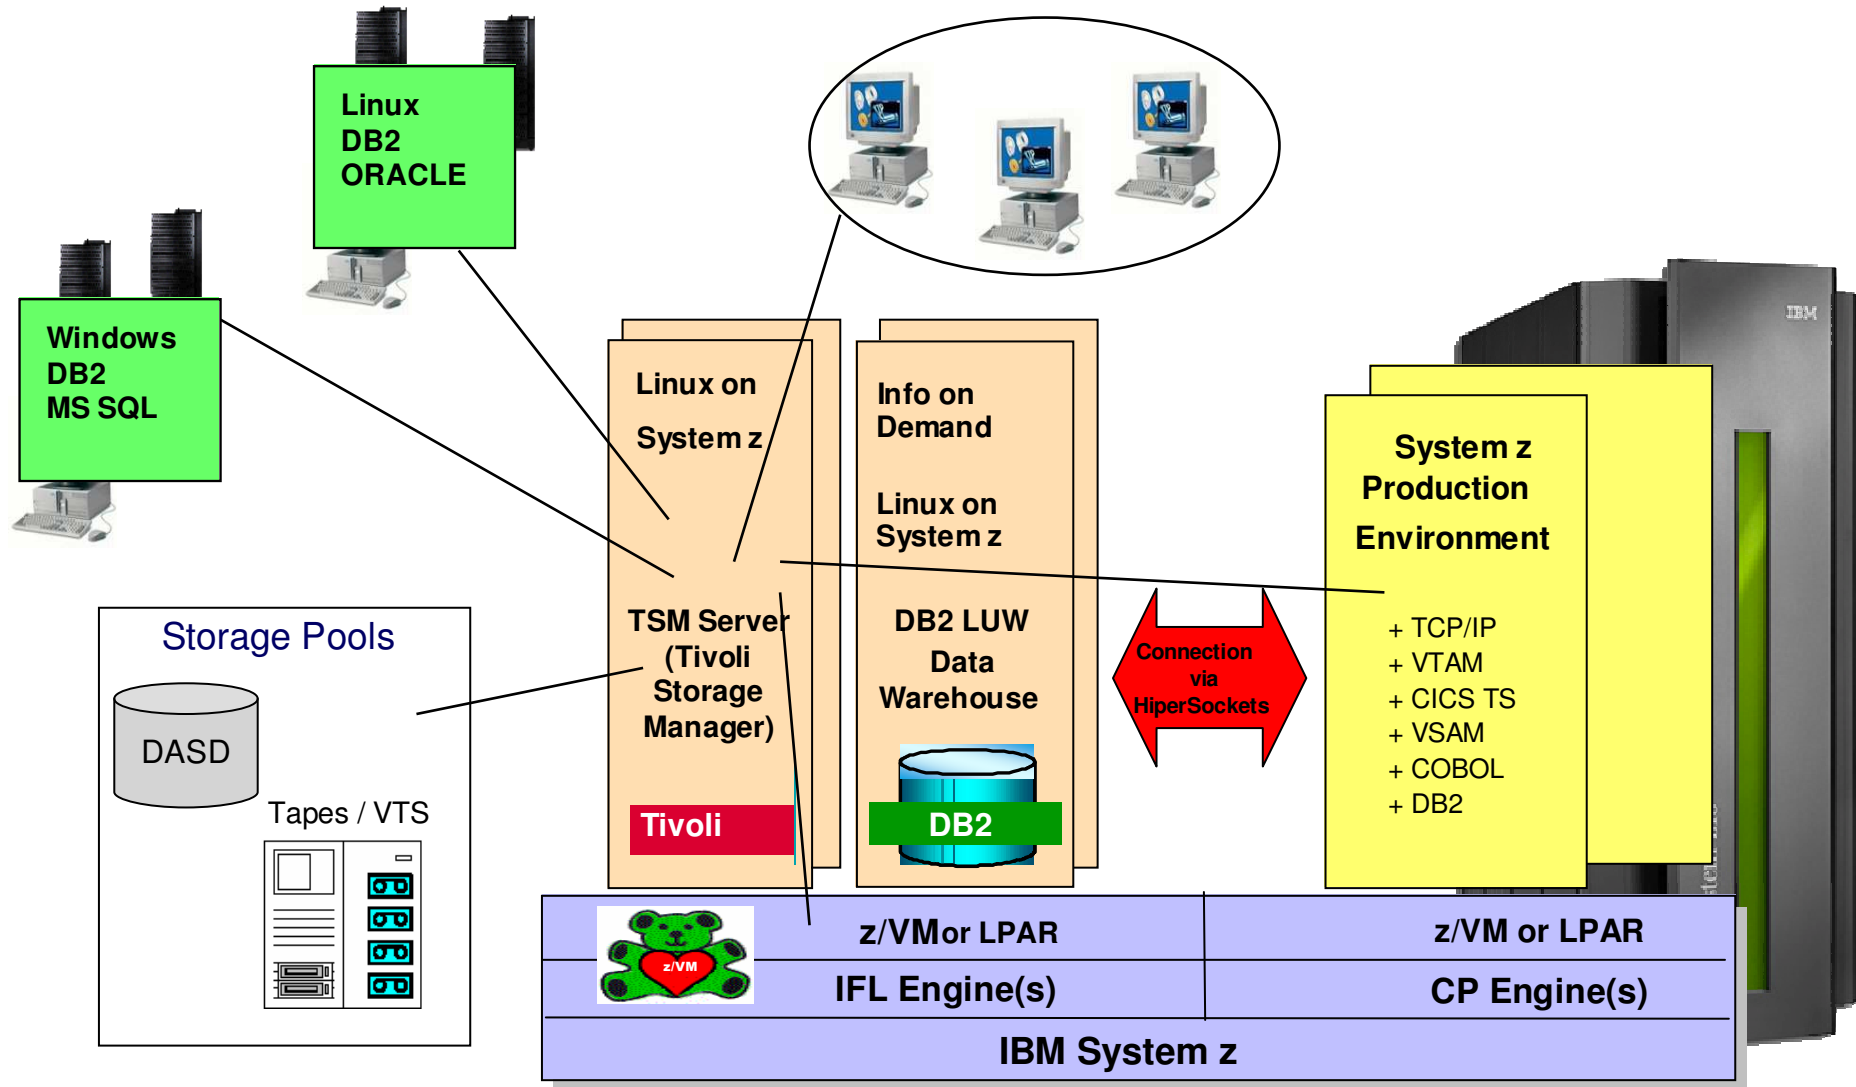 Linux
DB2
ORACLE
Windows
DB2
MS SQL
Storage Pools
DASD
Tapes / VTS
Linux on
System z
TSM Server
(Tivoli
Storage
Manager)
Tivoli
Info on
Demand
Linux on
System z
DB2 LUW
Data
Warehouse
DB2
Connection
via
HiperSockets
IBM
System z
Production
Environment
+ TCP/IP
+ VTAM
+ CICS TS
+ VSAM
+ COBOL
+ DB2
z/VM
z/VM or LPAR
z/VM or LPAR
IFL Engine(s)
CP Engine(s)
IBM System z